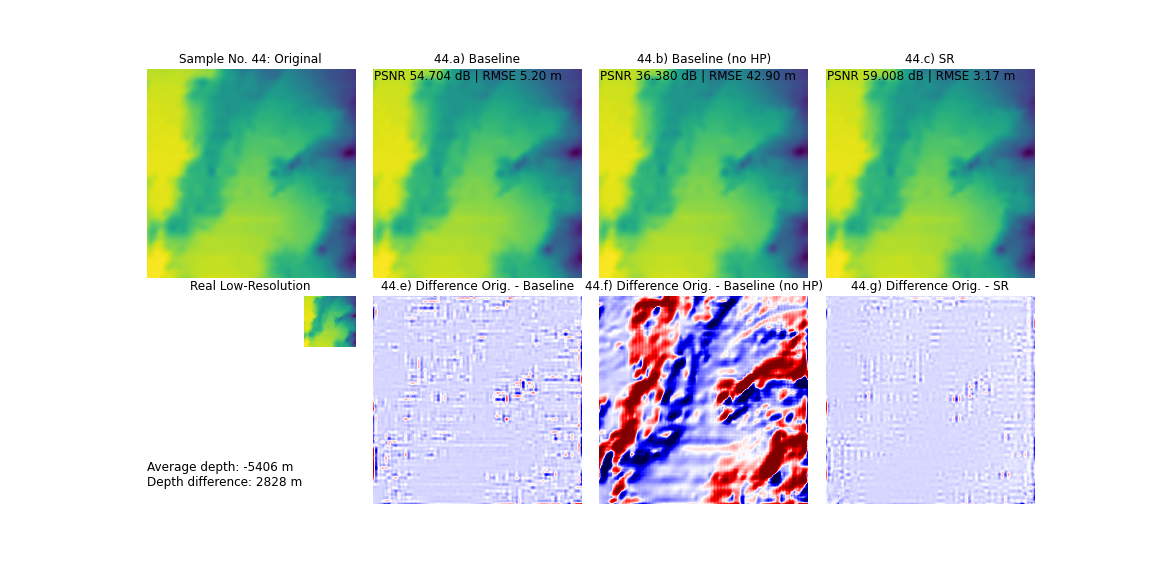 Sample No. 44: Original
44.a) Baseline
44.b) Baseline (no HP)
44.c) SR
PSNR 54.704 dB | RMSE 5.20 m
PSNR 36.380 dB | RMSE 42.90 m
PSNR 59.008 dB | RMSE 3.17 m
Real Low-Resolution
44.e) Difference Orig. - Baseline
44.f) Difference Orig. - Baseline (no HP)
44.g) Difference Orig. - SR
Average depth: -5406 m
Depth difference: 2828 m